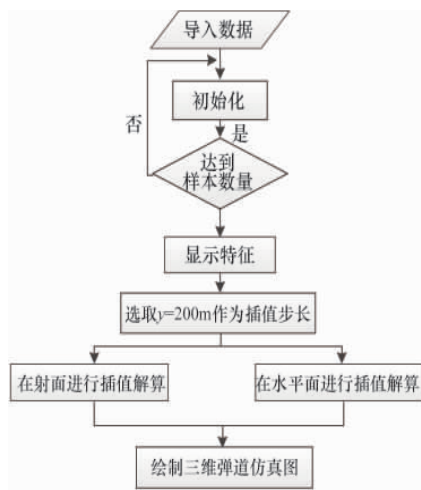 导入数据
初始化
否
是
达到
样本数量
显示特征
选取y=200m作为插值步长
在射面进行插值解算
在水平面进行插值解算
绘制三维弹道仿真图